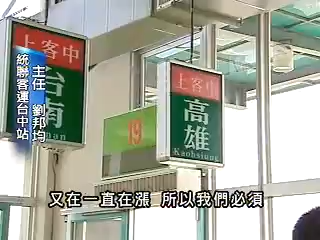 上客中
台南
主任 劉邦均
統聯客運台中站
19
上客中
高雄
Kaohsiung
又在一直在漲 所以我們必須